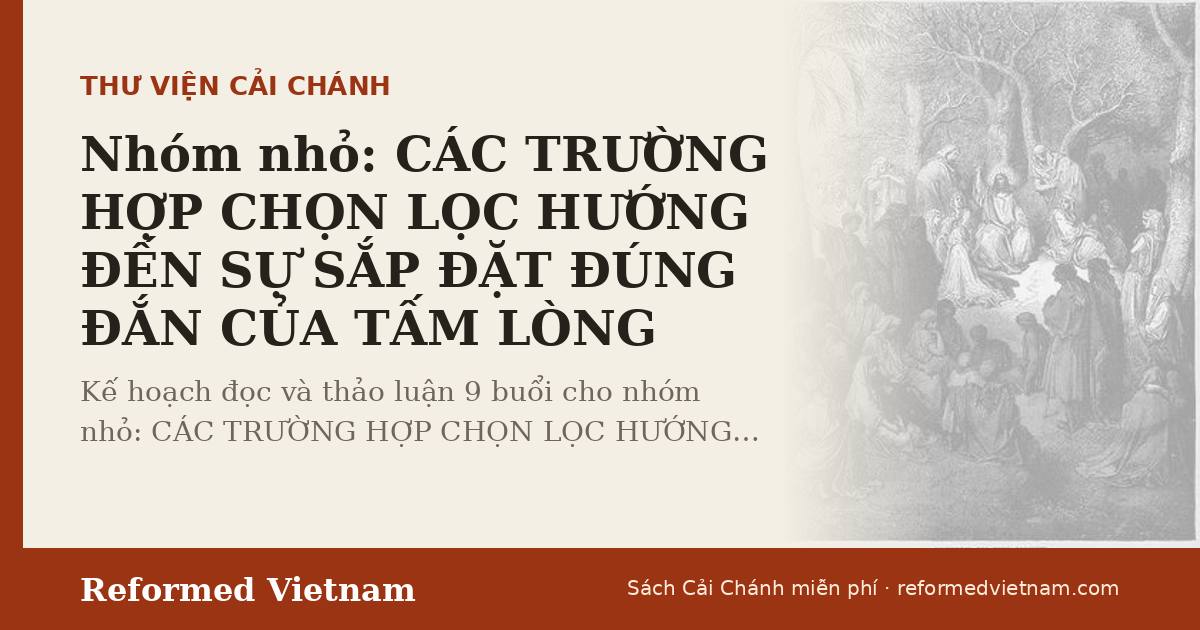 THƯ VIỆN CẢI CHÁNH
Nhóm nhỏ: CÁC TRƯỜNG
HỢP CHỌN LỌC HƯỚNG
ĐẾN SỰ SẮP ĐẶT ĐÚNG
ĐẮN CỦA TẤM LÒNG
Kế hoạch đọc và thảo luận 9 buổi cho nhóm
nhỏ: CÁC TRƯỜNG HỢP CHỌN LỌC HƯỚNG...
Reformed Vietnam
Sách Cải Chánh miễn phí · reformedvietnam.com